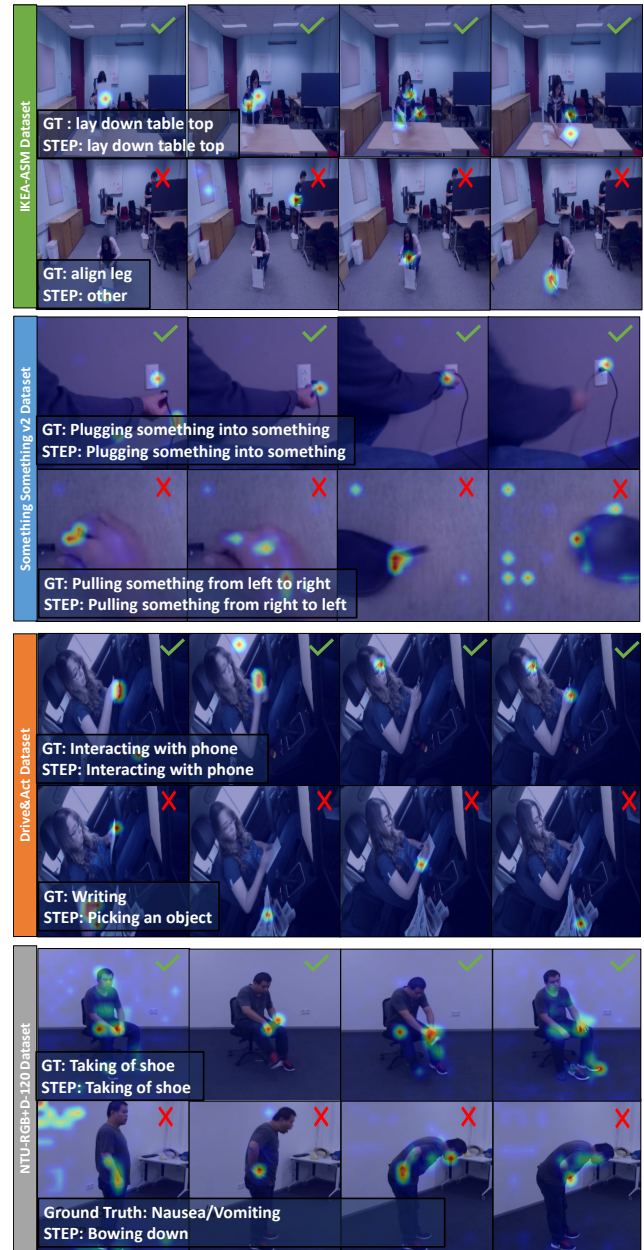 IKEA-ASM Dataset
GT : lay down table top
STEP: lay down table top
GT: align leg
STEP: other
Something Something v2 Dataset
GT: Plugging something into something
STEP: Plugging something into something
GT: Pulling something from left to right
STEP: Pulling something from right to left
Drive&Act Dataset
GT: Interacting with phone
STEP: Interacting with phone
GT: Writing
STEP: Picking an object
NTU-RGB+D-120 Dataset
GT: Taking of shoe
STEP: Taking of shoe
Ground Truth: Nausea/Vomiting
STEP: Bowing down